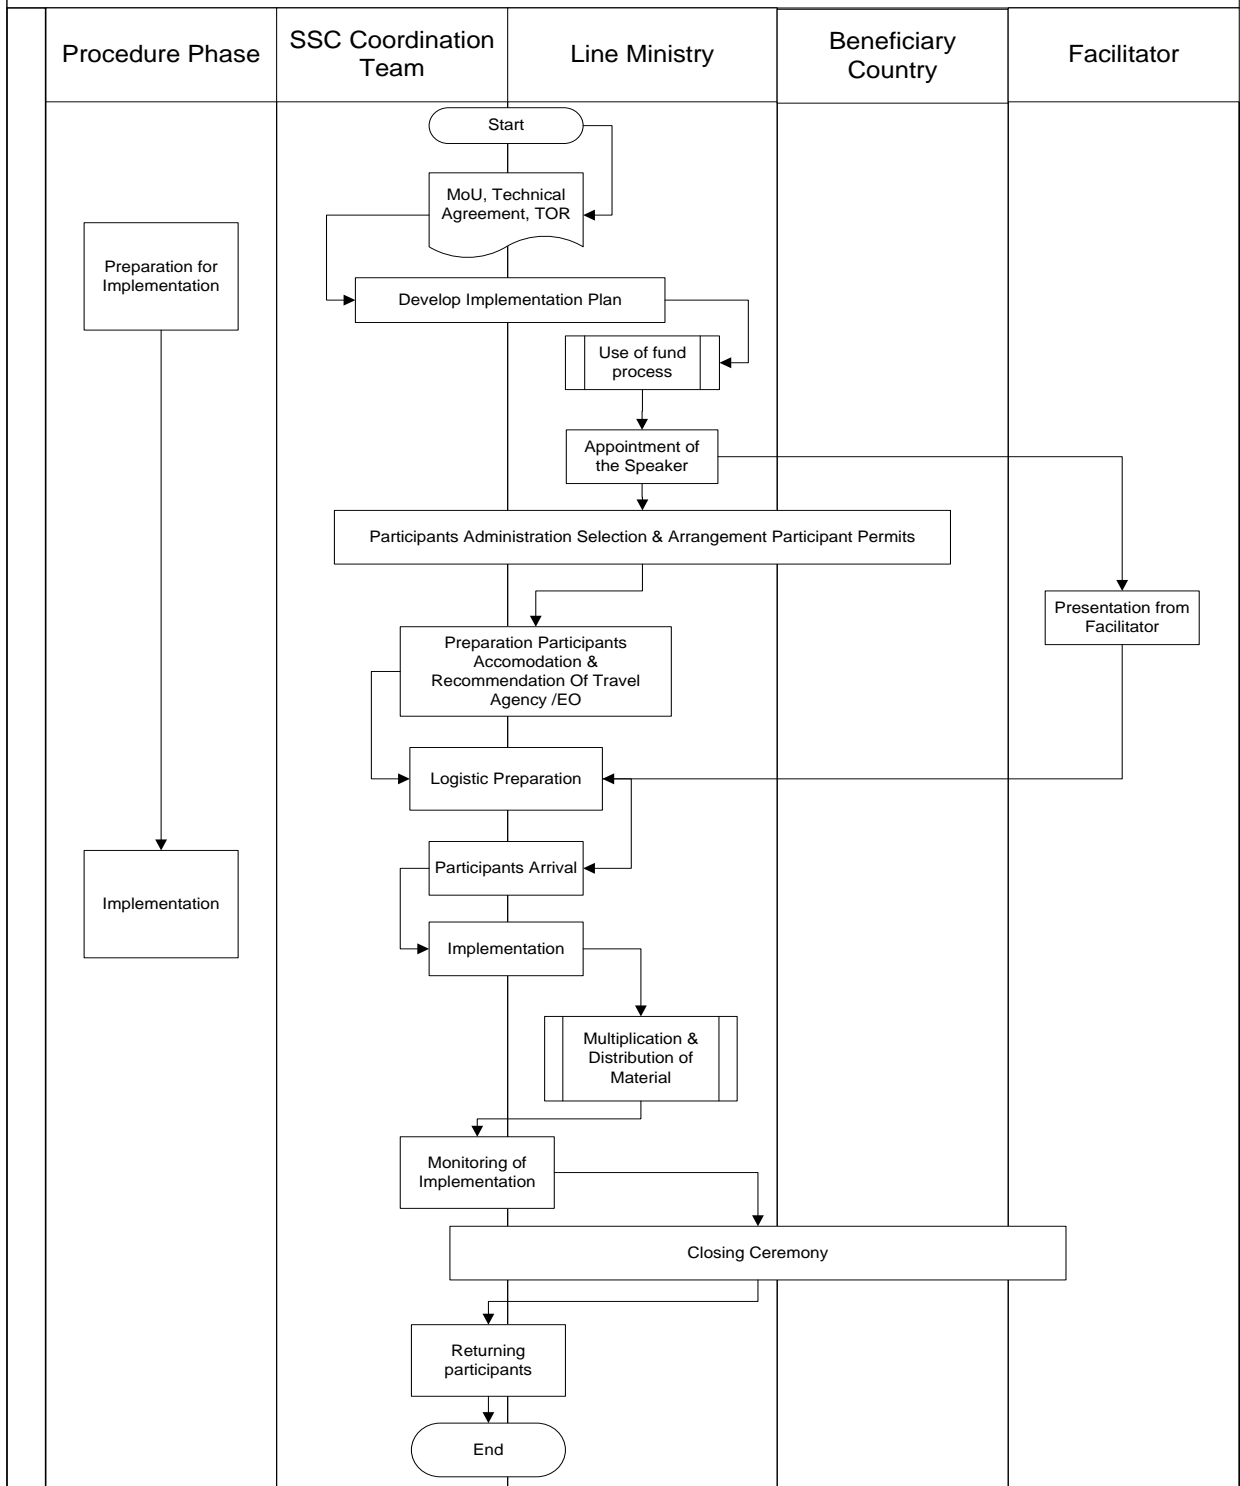 Procedure Phase
SSC Coordination
Team
Line Ministry
Beneficiary
Country
Facilitator
Start
MoU, Technical
Agreement, TOR
Preparation for
Implementation
Develop Implementation Plan
Use of fund
process
Appointment of
the Speaker
Participants Administration Selection & Arrangement Participant Permits
Presentation from
Facilitator
Preparation Participants
Accomodation &
Recommendation Of Travel
Agency /EO
Logistic Preparation
Participants Arrival
Implementation
Implementation
Multiplication &
Distribution of
Material
Monitoring of
Implementation
Closing Ceremony
Returning
participants
End